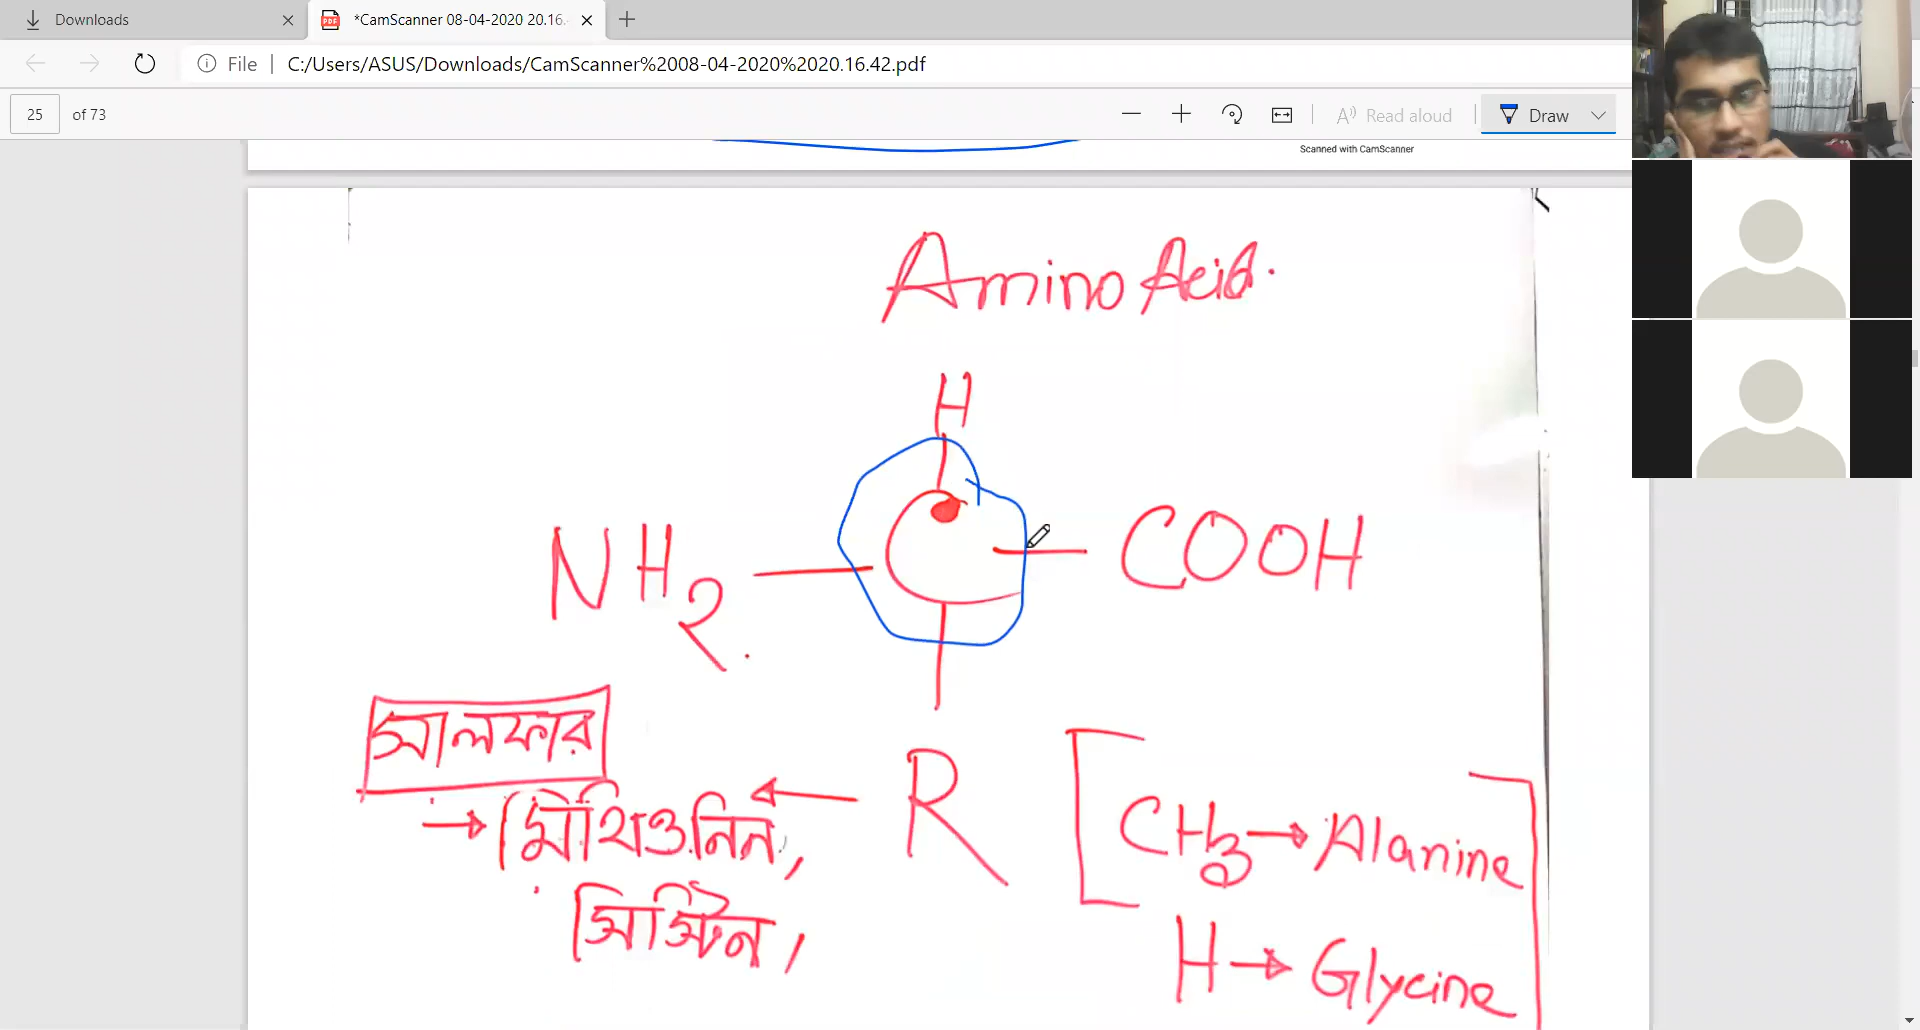 Downloads
*CamScanner 08-04-2020 20.16.
File
C:/Users/ASUS/Downloads/CamScanner%2008-04-2020%2020.16.42.pdf
25 of 73
Read aloud
Draw
Scanned with CamScanner
Amino Acid.
H
NH2 C COOH
R
সালফার
→ মিথিওনিন,
সিস্টিন,
CH3 → Alanine
H → Glycine